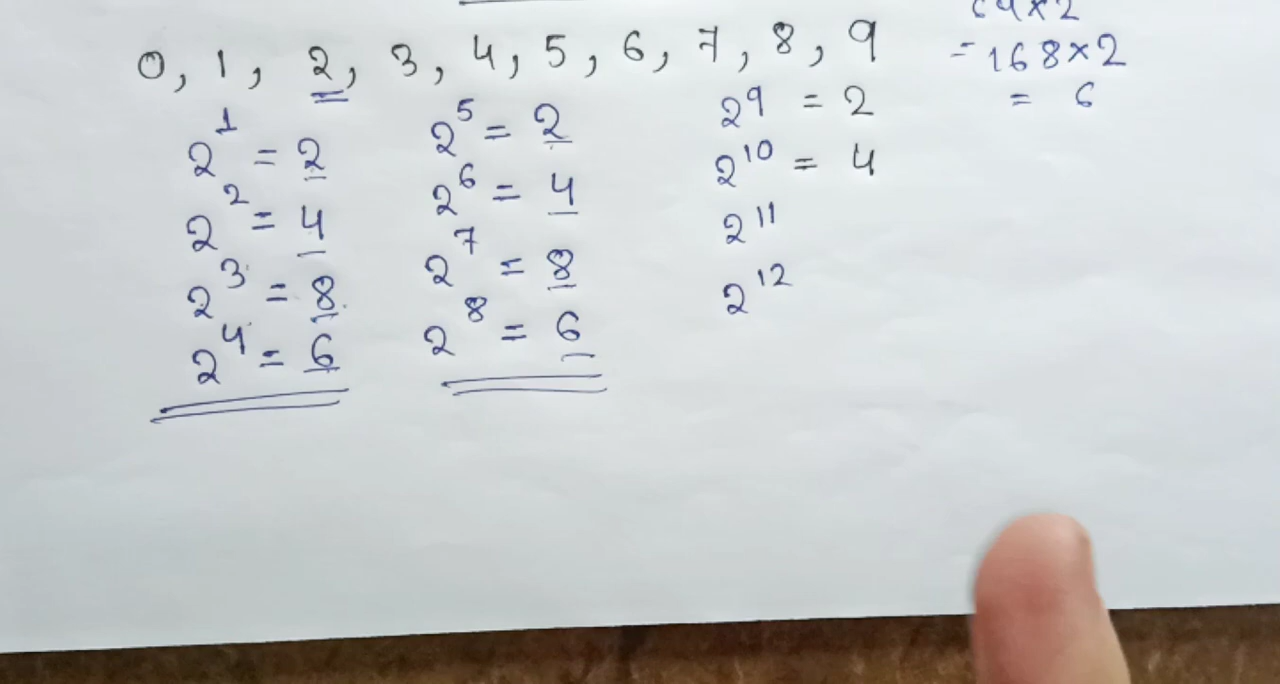 0, 1, 2, 3, 4, 5, 6, 7, 8, 9
2^1 = 2
2^2 = 4
2^3 = 8
2^4 = 6
2^5 = 2
2^6 = 4
2^7 = 8
2^8 = 6
2^9 = 2
2^10 = 4
2^11
2^12
= 168×2
= 6